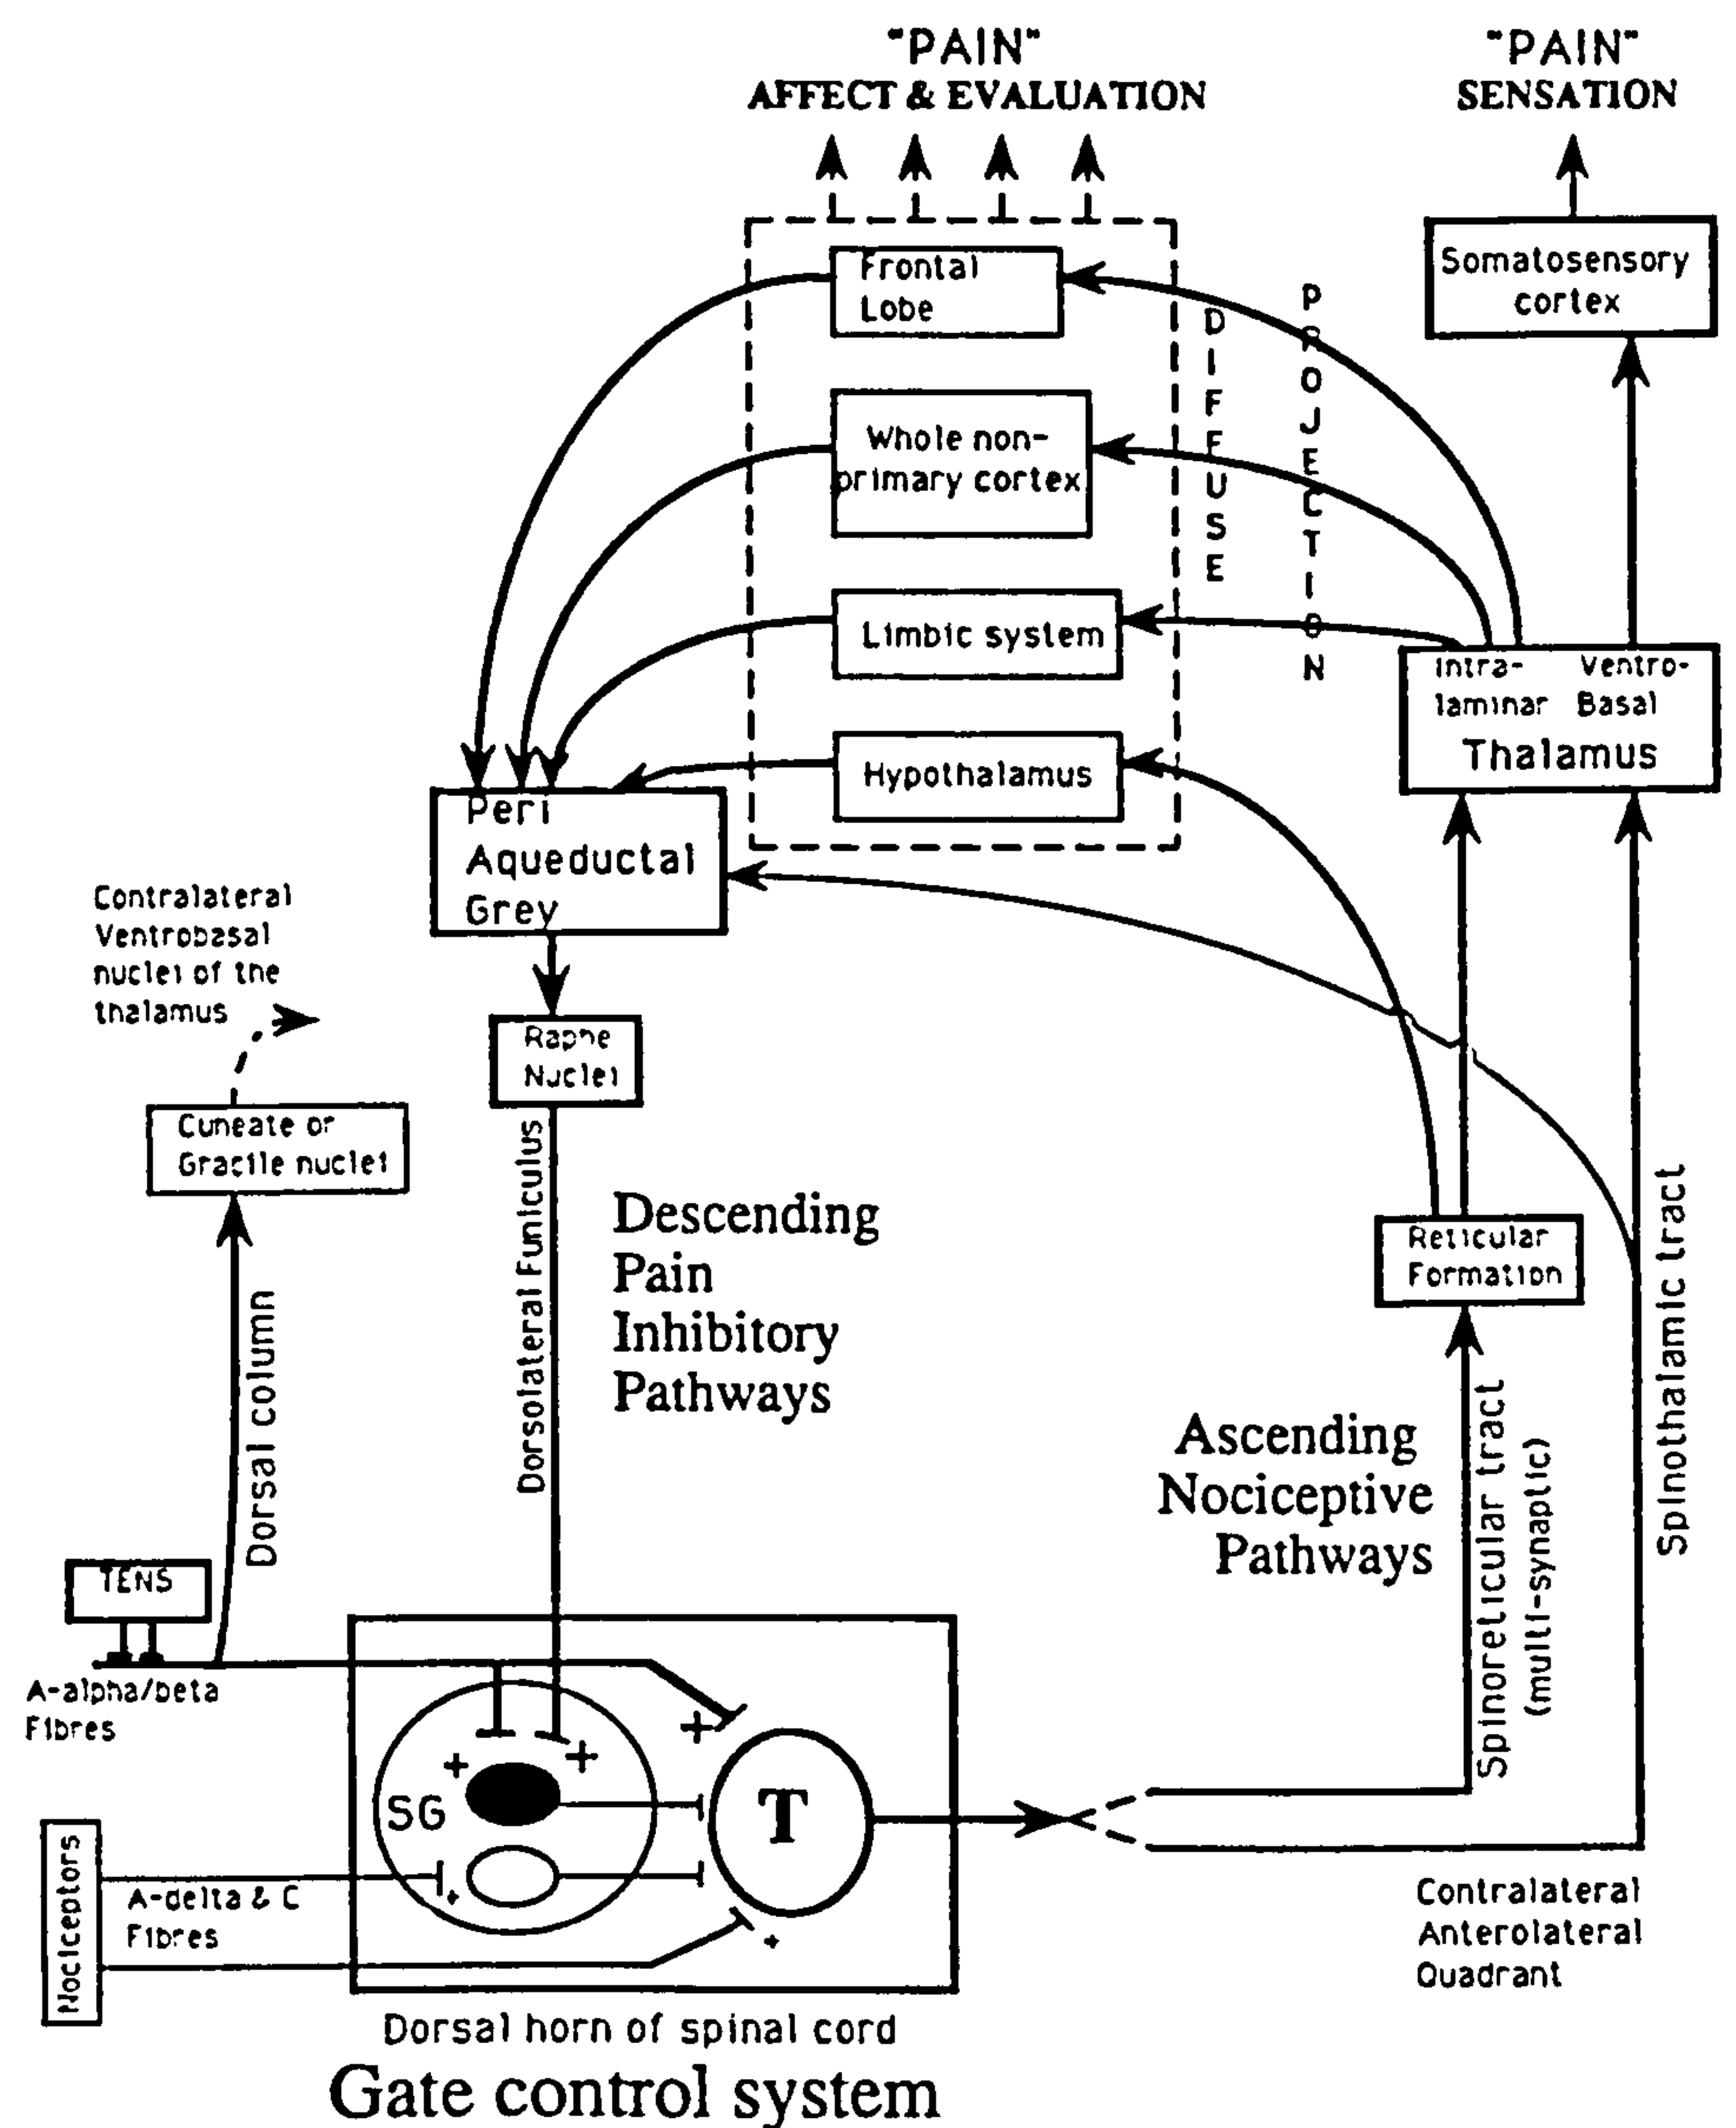 "PAIN"
AFFECT & EVALUATION
"PAIN"
SENSATION
Frontal
Lobe
Somatosensory
cortex
Whole non-
primary cortex
DIFFUSE
PROJECTION
Limbic system
Intra-
laminar
Ventro-
Basal
Thalamus
Hypothalamus
Peri
Aqueductal
Grey
Contralateral
Ventrobasal
nuclei of the
thalamus
Raphe
Nuclei
Cuneate or
Gracile nuclei
Dorsolateral Funiculus
Descending
Pain
Inhibitory
Pathways
Reticular
Formation
Spinothalamic tract
Dorsal column
Ascending
Nociceptive
Pathways
Spinoreticular tract
(multi-synaptic)
TENS
A-alpha/beta
Fibres
+
+
+
SG
T
Nociceptors
A-delta & C
Fibres
+
+
Contralateral
Anterolateral
Quadrant
Dorsal horn of spinal cord
Gate control system